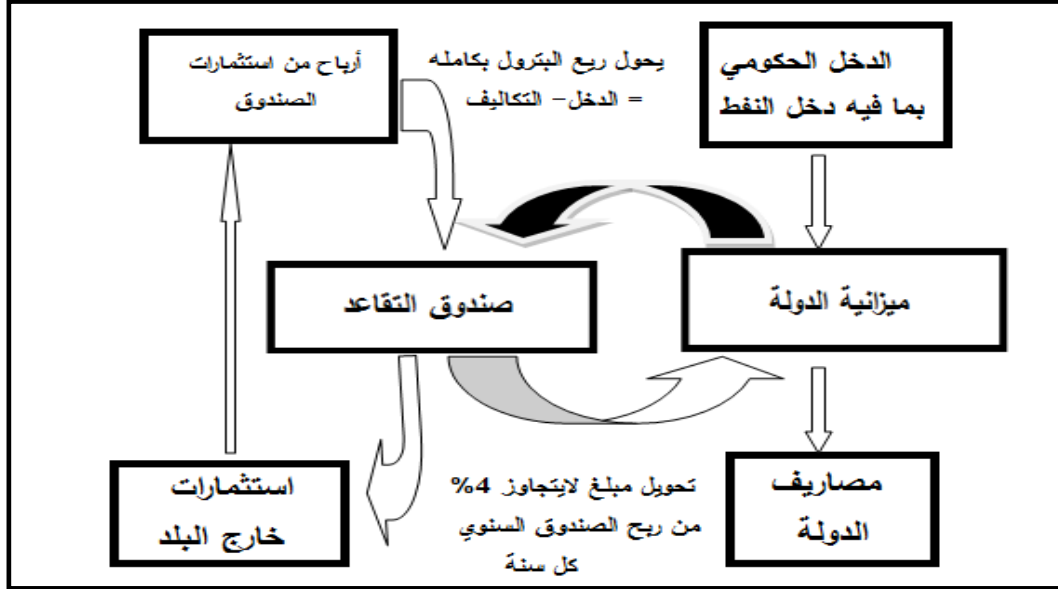 الدخل الحكومي
بما فيه دخل النفط
يحول ريع البترول بكامله
= الدخل– التكاليف
أرباح من استثمارات
الصندوق
ميزانية الدولة
صندوق التقاعد
مصاريف
الدولة
تحويل مبلغ لايتجاوز 4%
من ربح الصندوق السنوي
كل سنة
استثمارات
خارج البلد